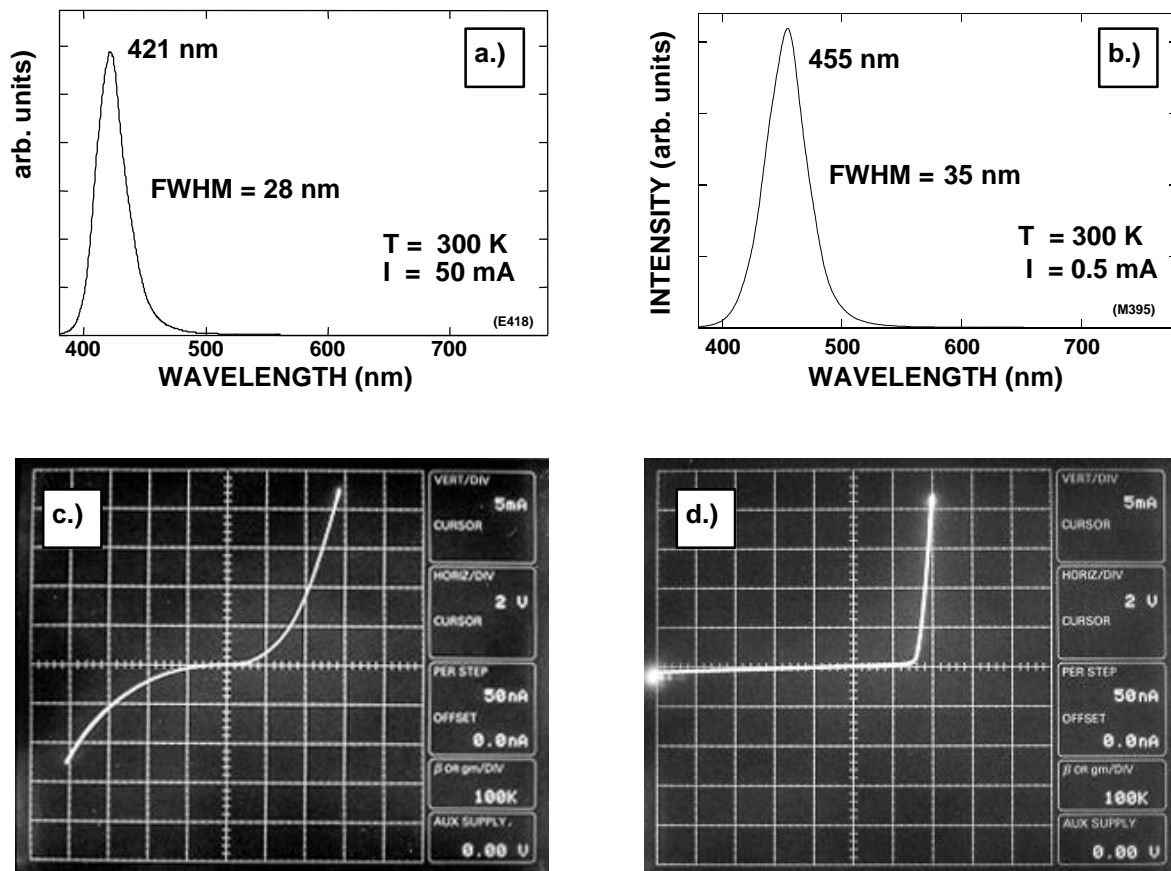 a.)
421 nm
arb. units)
FWHM = 28 nm
T = 300 K
I = 50 mA
(E418)
400 500 600 700
WAVELENGTH (nm)
b.)
455 nm
INTENSITY (arb. units)
FWHM = 35 nm
T = 300 K
I = 0.5 mA
(M395)
400 500 600 700
WAVELENGTH (nm)
c.)
VERT/DIV
5mA
CURSOR
HORIZ/DIV
2 V
CURSOR
PER STEP
50nA
OFFSET
0.0nA
β OR gm/DIV
100K
AUX SUPPLY.
0.00 V
d.)
VERT/DIV
5mA
CURSOR
HORIZ/DIV
2 V
CURSOR
PER STEP
50nA
OFFSET
0.0nA
β OR gm/DIV
100K
AUX SUPPLY
0.00 V